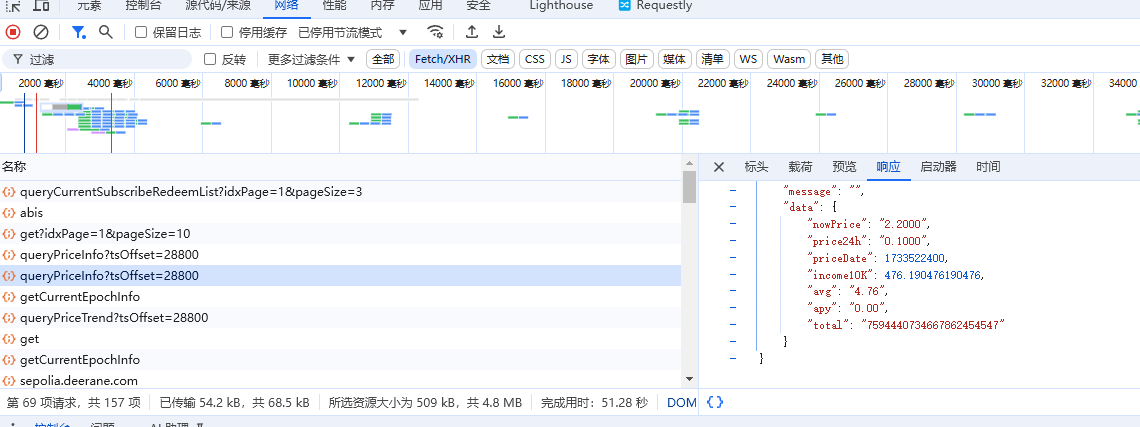 元素 控制台 源代码/来源 网络 性能 内存 应用 安全 Lighthouse Requestly
保留日志 停用缓存 已停用节流模式
过滤 反转 更多过滤条件 全部 Fetch/XHR 文档 CSS JS 字体 图片 媒体 清单 WS Wasm 其他
2000 毫秒 4000 毫秒 6000 毫秒 8000 毫秒 10000 毫秒 12000 毫秒 14000 毫秒 16000 毫秒 18000 毫秒 20000 毫秒 22000 毫秒 24000 毫秒 26000 毫秒 28000 毫秒 30000 毫秒 32000 毫秒 34000
名称
queryCurrentSubscribeRedeemList?idxPage=1&pageSize=3
abis
get?idxPage=1&pageSize=10
queryPriceInfo?tsOffset=28800
queryPriceInfo?tsOffset=28800
getCurrentEpochInfo
queryPriceTrend?tsOffset=28800
get
getCurrentEpochInfo
sepolia.deerane.com
第 69 项请求，共 157 项 已传输 54.2 kB，共 68.5 kB 所选资源大小为 509 kB，共 4.8 MB 完成用时：51.28 秒 DOM
标头 载荷 预览 响应 启动器 时间
"message": "",
"data": {
"nowPrice": "2.2000",
"price24h": "0.1000",
"priceDate": 1733522400,
"income10K": 476.190476190476,
"avg": "4.76",
"apy": "0.00",
"total": "7594440734667862454547"
}
}
{}
控制台 问题 AI 助理